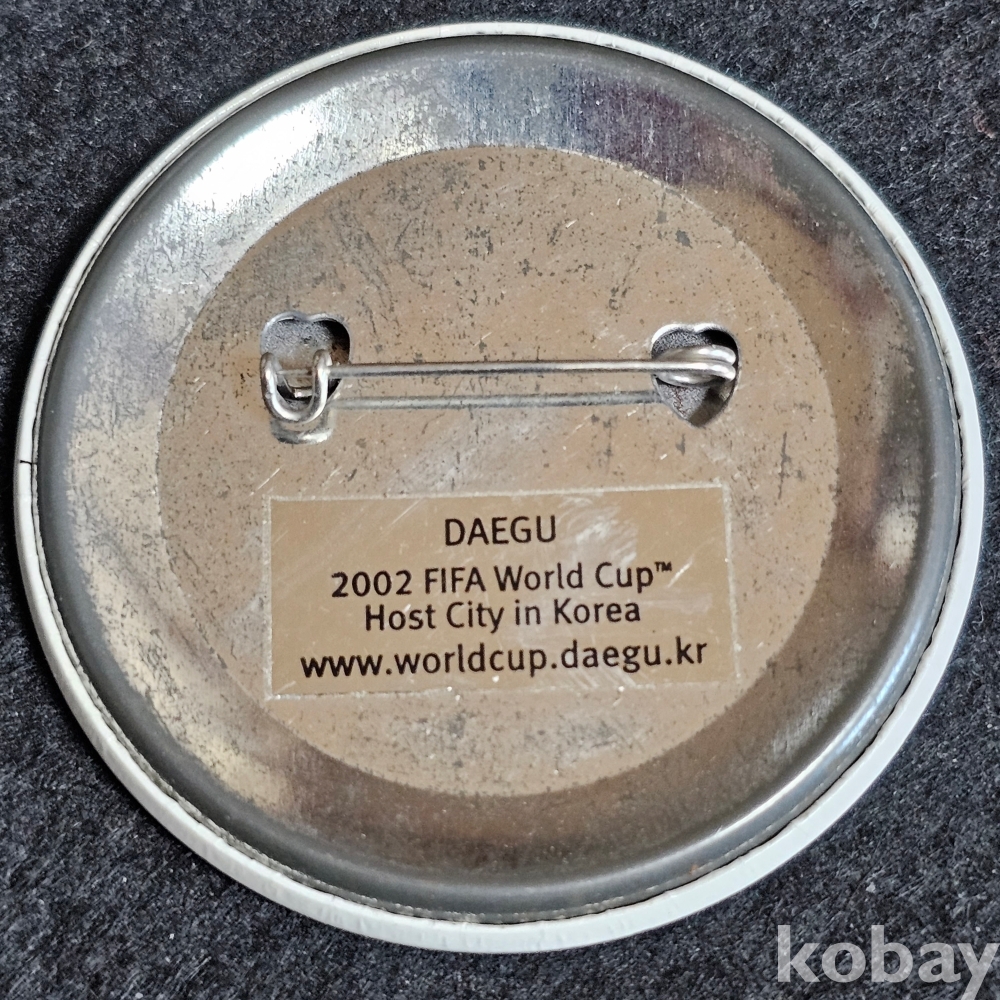 DAEGU
2002 FIFA World Cup™
Host City in Korea
www.worldcup.daegu.kr
kobay